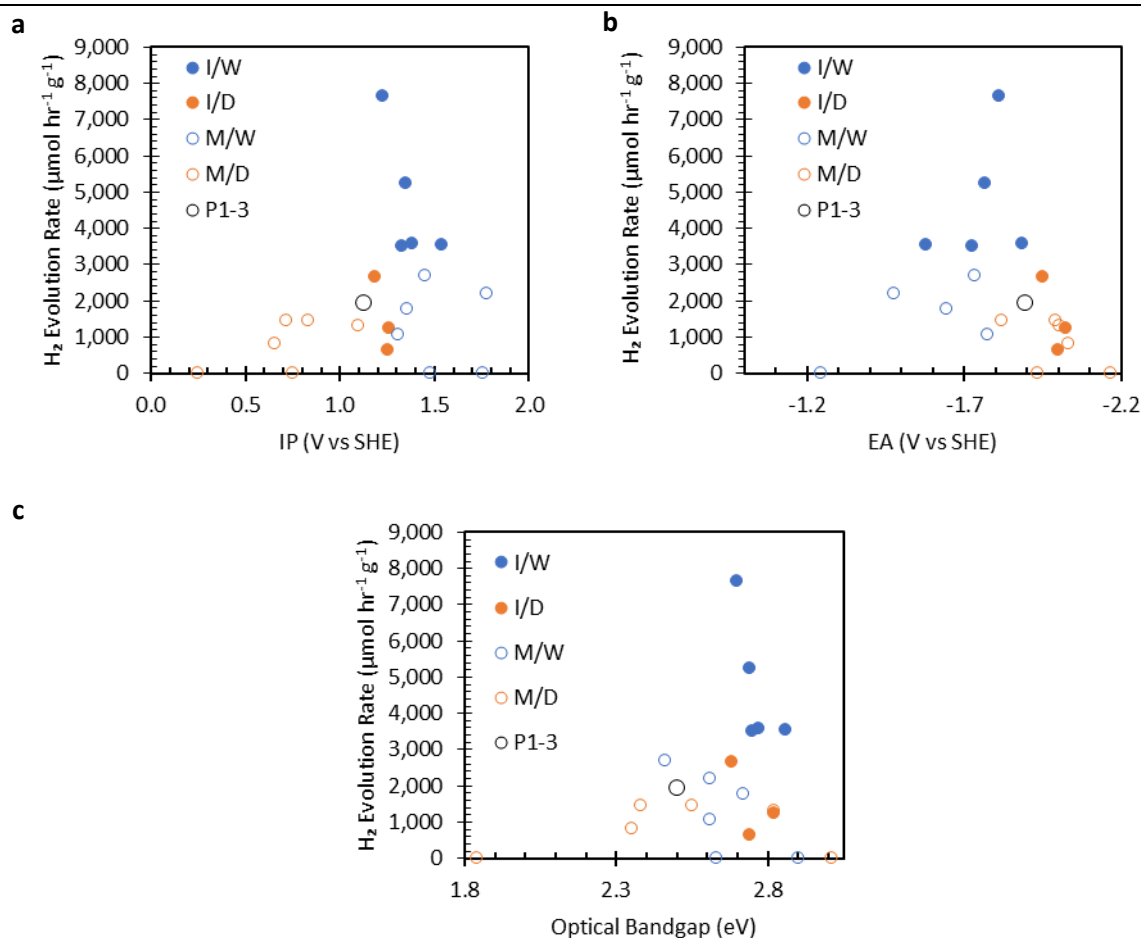 a
H₂ Evolution Rate (µmol hr⁻¹ g⁻¹)
9,000
8,000
7,000
6,000
5,000
4,000
3,000
2,000
1,000
0
I/W
I/D
M/W
M/D
P1-3
0.0 0.5 1.0 1.5 2.0
IP (V vs SHE)
b
H₂ Evolution Rate (µmol hr⁻¹ g⁻¹)
9,000
8,000
7,000
6,000
5,000
4,000
3,000
2,000
1,000
0
I/W
I/D
M/W
M/D
P1-3
-1.2 -1.7 -2.2
EA (V vs SHE)
c
H₂ Evolution Rate (µmol hr⁻¹ g⁻¹)
9,000
8,000
7,000
6,000
5,000
4,000
3,000
2,000
1,000
0
I/W
I/D
M/W
M/D
P1-3
1.8 2.3 2.8
Optical Bandgap (eV)